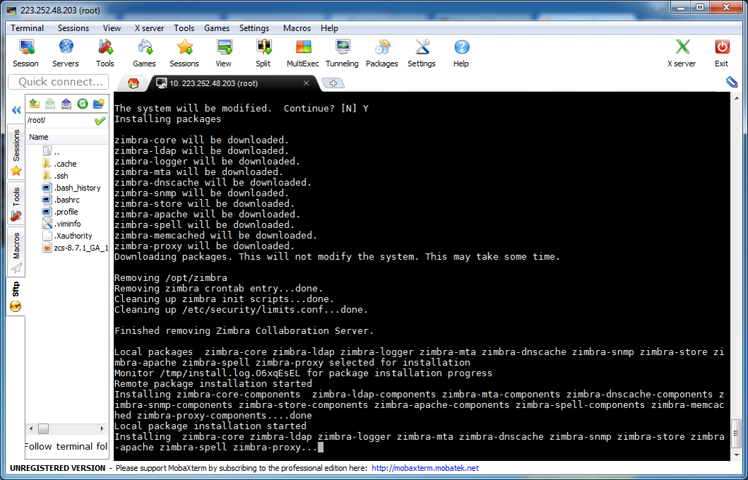 223.252.48.203 (root)
Terminal Sessions View X server Tools Games Settings Macros Help
Session Servers Tools Games Sessions View Split MultiExec Tunneling Packages Settings Help X server Exit
Quick connect...
10. 223.252.48.203 (root)
/root/
Name
..
.cache
.ssh
.bash_history
.bashrc
.profile
.viminfo
.Xauthority
zcs-8.7.1_GA_1
Sessions
Tools
Macros
Sftp
Follow terminal fol
The system will be modified.  Continue? [N] Y
Installing packages
zimbra-core will be downloaded.
zimbra-ldap will be downloaded.
zimbra-logger will be downloaded.
zimbra-mta will be downloaded.
zimbra-dnscache will be downloaded.
zimbra-snmp will be downloaded.
zimbra-store will be downloaded.
zimbra-apache will be downloaded.
zimbra-spell will be downloaded.
zimbra-memcached will be downloaded.
zimbra-proxy will be downloaded.
Downloading packages. This will not modify the system. This may take some time.
Removing /opt/zimbra
Removing zimbra crontab entry...done.
Cleaning up zimbra init scripts...done.
Cleaning up /etc/security/limits.conf...done.
Finished removing Zimbra Collaboration Server.
Local packages  zimbra-core zimbra-ldap zimbra-logger zimbra-mta zimbra-dnscache zimbra-snmp zimbra-store zi
mbra-apache zimbra-spell zimbra-proxy selected for installation
Monitor /tmp/install.log.O6xqEsEL for package installation progress
Remote package installation started
Installing zimbra-core-components  zimbra-ldap-components zimbra-mta-components zimbra-dnscache-components z
imbra-snmp-components zimbra-store-components zimbra-apache-components zimbra-spell-components zimbra-memcac
hed zimbra-proxy-components....done
Local package installation started
Installing  zimbra-core zimbra-ldap zimbra-logger zimbra-mta zimbra-dnscache zimbra-snmp zimbra-store zimbra
-apache zimbra-spell zimbra-proxy...
UNREGISTERED VERSION - Please support MobaXterm by subscribing to the professional edition here: http://mobaxterm.mobatek.net